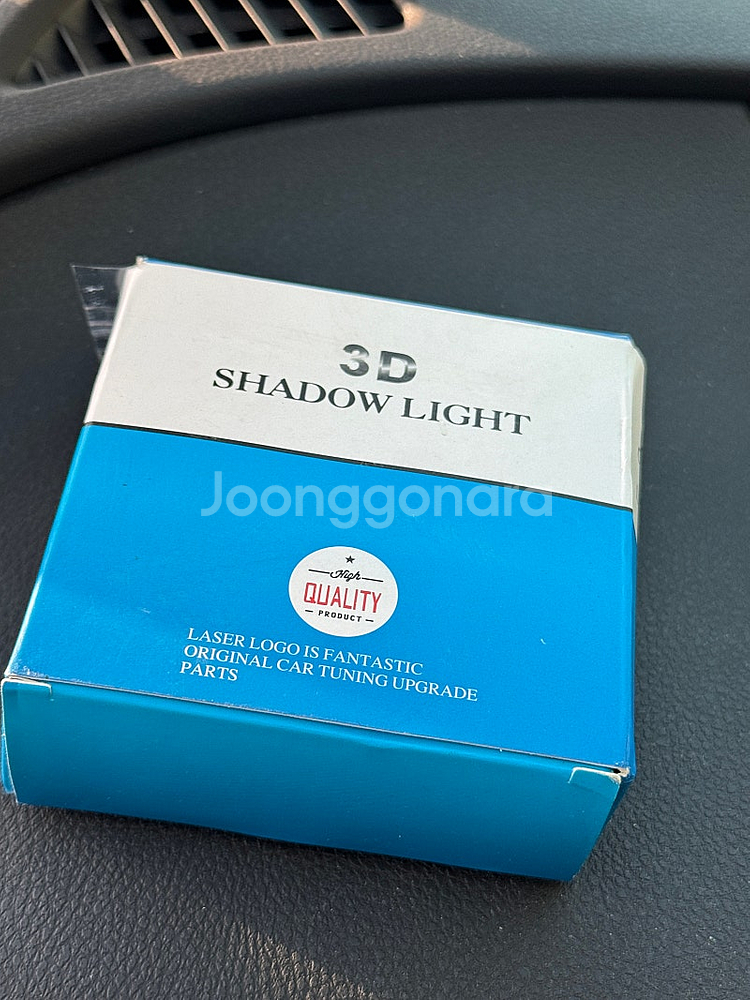 3D
SHADOW LIGHT
Joonggonara
High
QUALITY
PRODUCT
LASER LOGO IS FANTASTIC
ORIGINAL CAR TUNING UPGRADE
PARTS